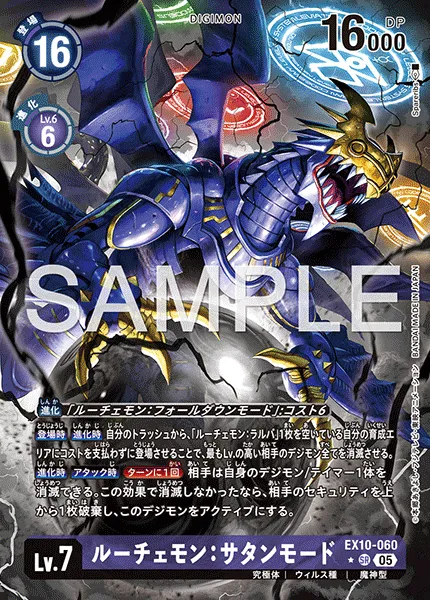 登場
16
DIGIMON
DP
16000
進化
Lv.6
6
Sparanby
SAMPLE
BANDAI MADE IN JAPAN
進化 「ルーチェモン：フォールダウンモード」：コスト6
登場時 進化時 自分のトラッシュから、「ルーチェモン：ラルバ」1枚を空いている自分の育成エ
リアにコストを支払わずに登場させることで、最もLv.の高い相手のデジモン全てを消滅させる。
進化時 アタック時 ターンに1回 相手は自身のデジモン/テイマー1体を
消滅できる。この効果で消滅しなかったなら、相手のセキュリティを上
から1枚破棄し、このデジモンをアクティブにする。
Lv.7
ルーチェモン：サタンモード
EX10-060
SR 05
究極体 | ウィルス種 | 魔神型